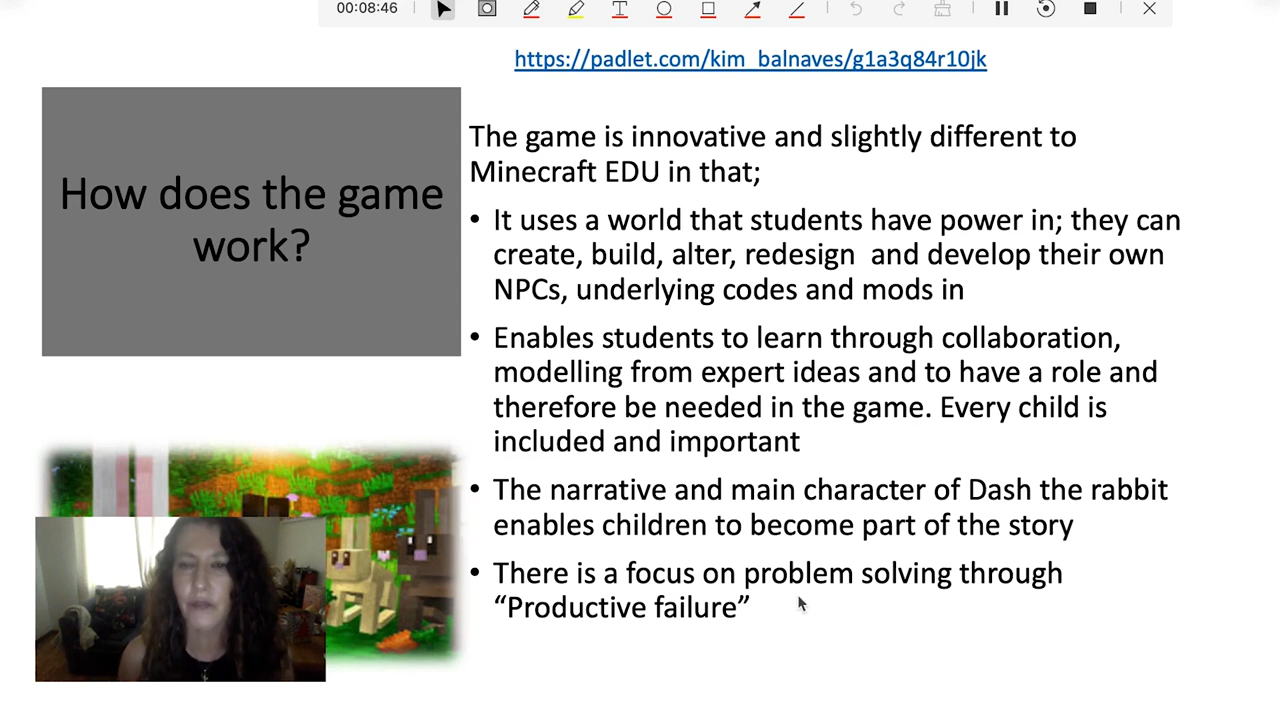 00:08:46
https://padlet.com/kim_balnaves/g1a3q84r10jk
How does the game
work?
The game is innovative and slightly different to
Minecraft EDU in that;
• It uses a world that students have power in; they can
create, build, alter, redesign  and develop their own
NPCs, underlying codes and mods in
• Enables students to learn through collaboration,
modelling from expert ideas and to have a role and
therefore be needed in the game. Every child is
included and important
• The narrative and main character of Dash the rabbit
enables children to become part of the story
• There is a focus on problem solving through
“Productive failure”